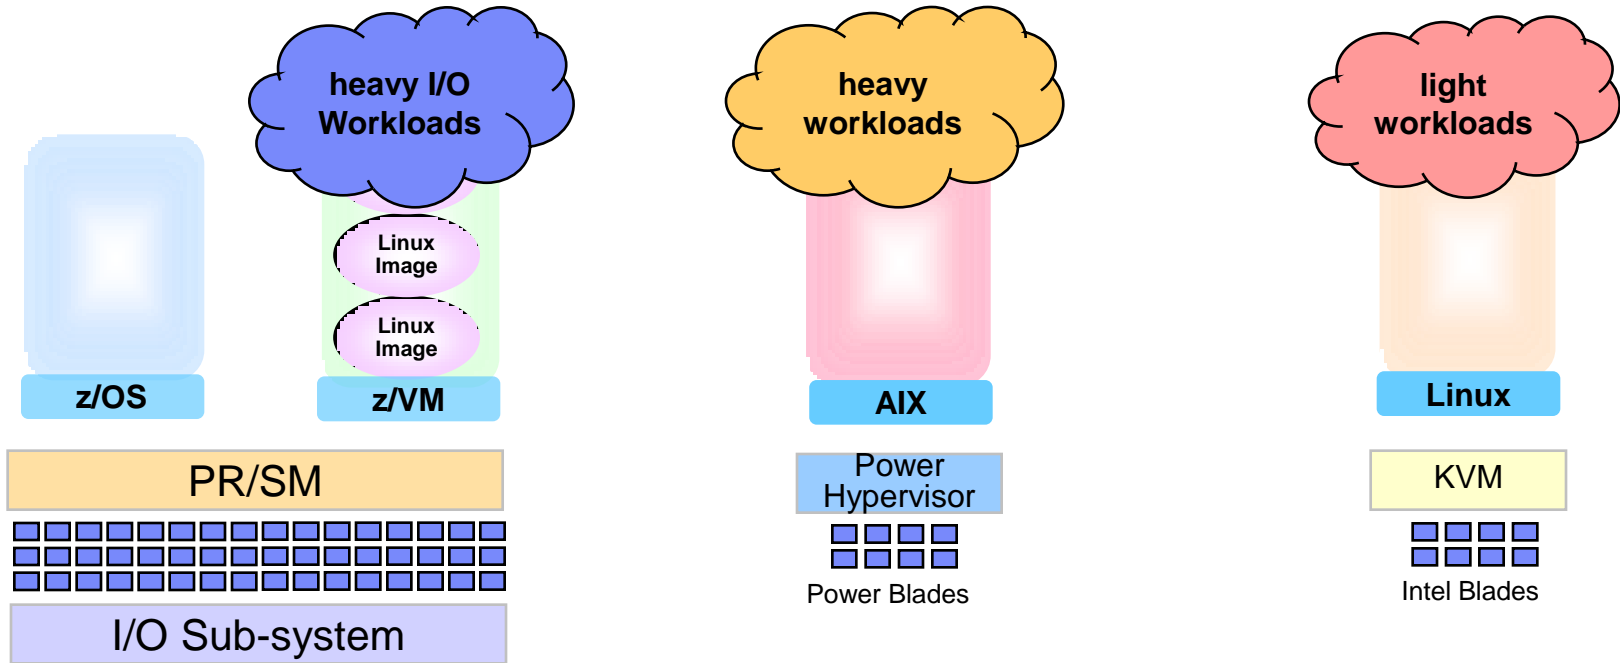 heavy I/O
Workloads
Linux
Image
Linux
Image
z/OS
z/VM
PR/SM
I/O Sub-system
heavy
workloads
AIX
Power
Hypervisor
Power Blades
light
workloads
Linux
KVM
Intel Blades